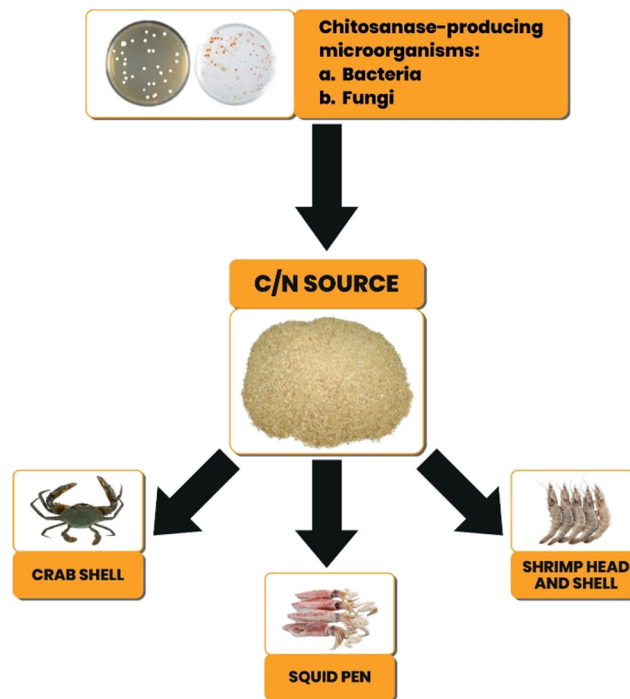 Chitosanase-producing
microorganisms:
a. Bacteria
b. Fungi
C/N SOURCE
CRAB SHELL
SQUID PEN
SHRIMP HEAD
AND SHELL